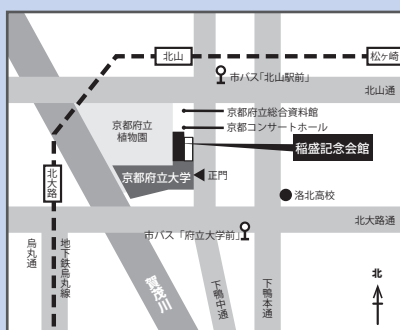 北山
松ヶ崎
市バス「北山駅前」
北山通
京都府立総合資料館
京都府立
植物園
京都コンサートホール
稲盛記念会館
京都府立大学
正門
北大路
洛北高校
北大路通
市バス「府立大学前」
烏丸通
地下鉄烏丸線
賀茂川
下鴨中通
下鴨本通
北